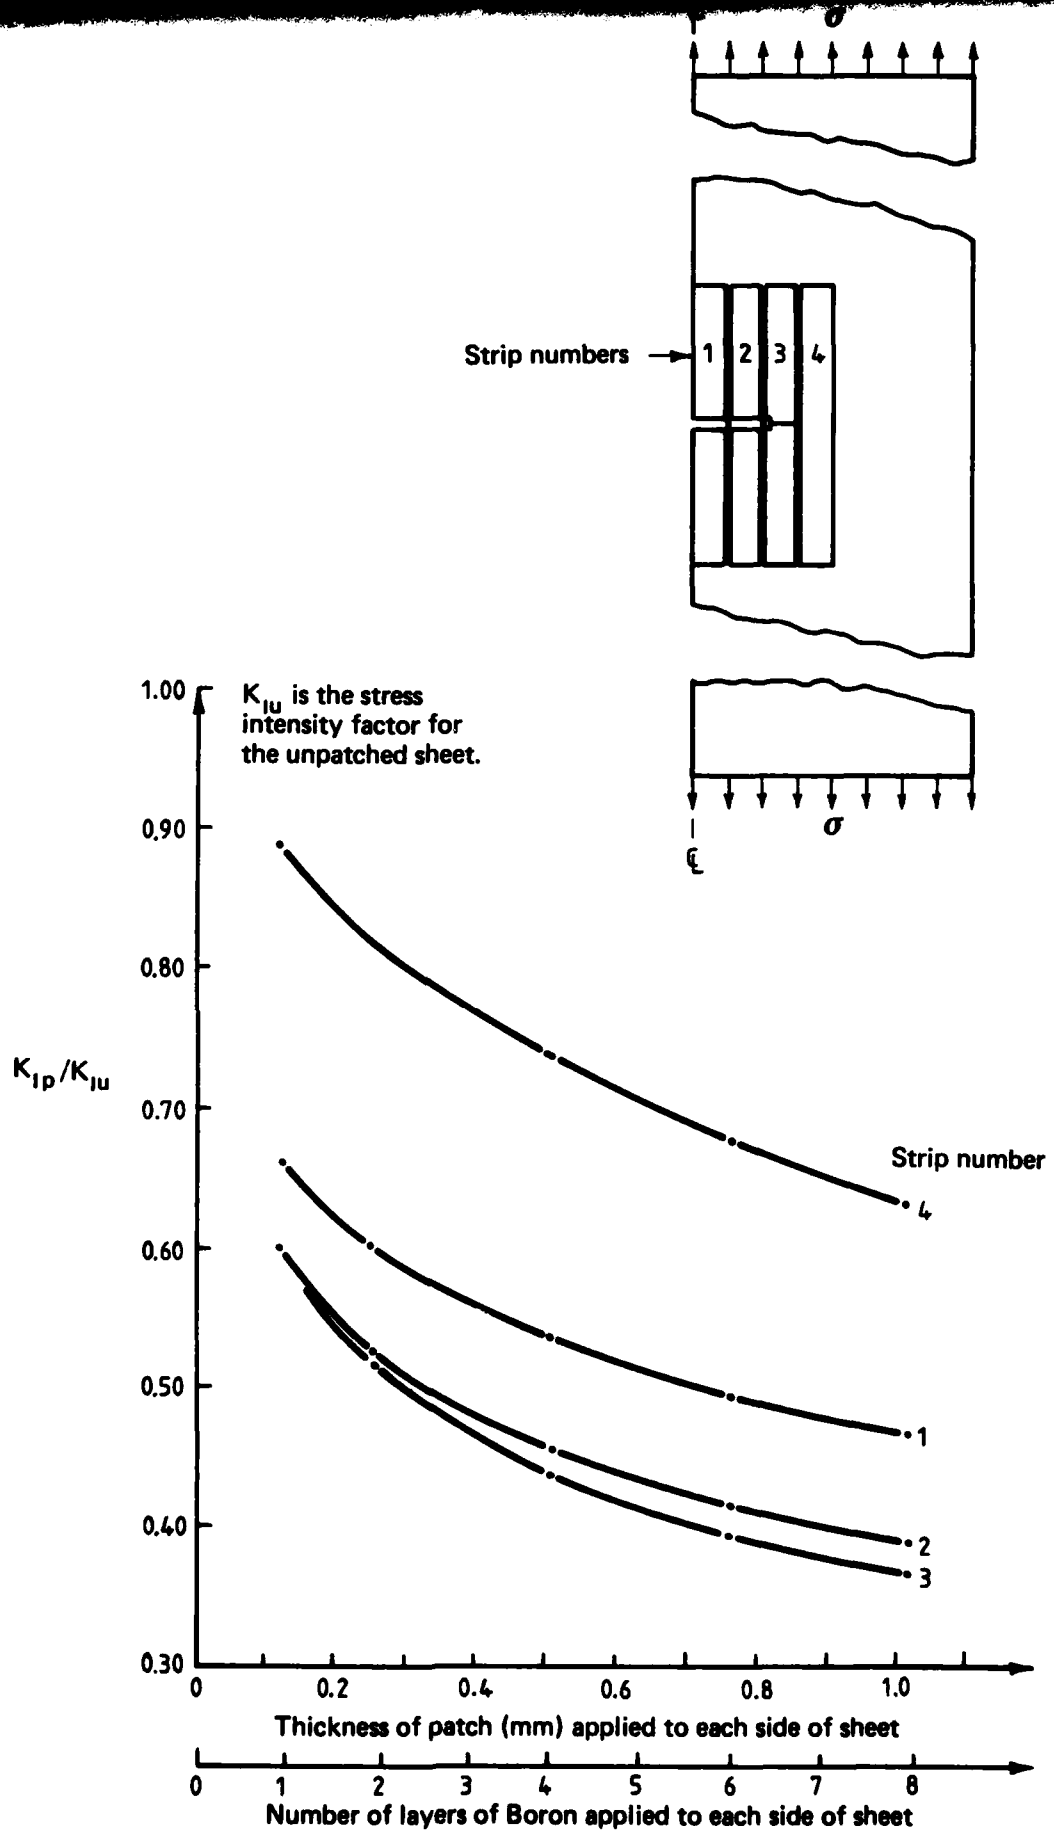 σ
Strip numbers
1 2 3 4
σ
℄
K_Iu is the stress
intensity factor for
the unpatched sheet.
1.00
0.90
0.80
0.70
0.60
0.50
0.40
0.30
K_Ip/K_Iu
Strip number
4
1
2
3
0 0.2 0.4 0.6 0.8 1.0
Thickness of patch (mm) applied to each side of sheet
0 1 2 3 4 5 6 7 8
Number of layers of Boron applied to each side of sheet